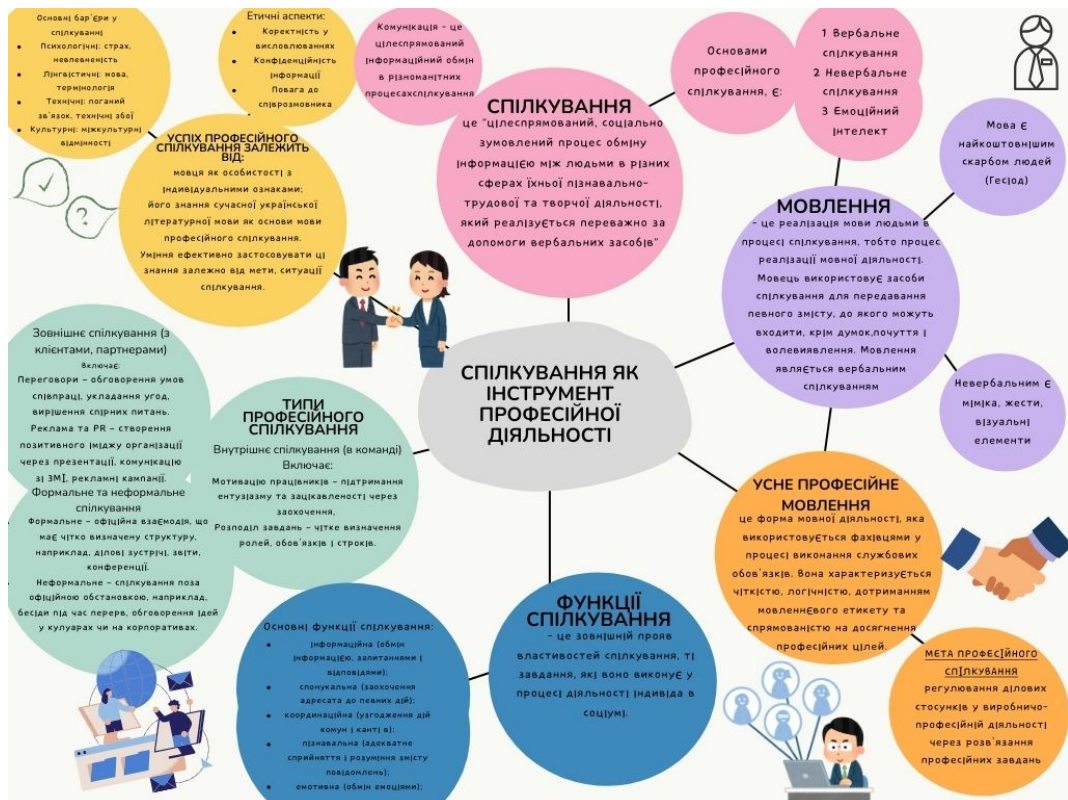 Основні бар'єри у
спілкуванні
Психологічні: страх,
невпевненість
Лінгвістичні: мова,
термінологія
Технічні: поганий
зв'язок, технічні збої
Культурні: міжкультурні
відмінності
Етичні аспекти:
Коректність у
висловлюваннях
Конфіденційність
інформації
Повага до
співрозмовника
Комунікація – це
цілеспрямований
інформаційний обмін
в різноманітних
процесахспілкування
УСПІХ ПРОФЕСІЙНОГО
СПІЛКУВАННЯ ЗАЛЕЖИТЬ
ВІД:
мовця як особистості з
індивідуальними ознаками;
його знання сучасної української
літературної мови як основи мови
професійного спілкування.
Уміння ефективно застосовувати ці
знання залежно від мети, ситуації
спілкування.
?
СПІЛКУВАННЯ
це "цілеспрямований, соціально
зумовлений процес обміну
інформацією між людьми в різних
сферах їхньої пізнавально-
трудової та творчої діяльності,
який реалізується переважно за
допомоги вербальних засобів"
Основами
професійного
спілкування, є:
1 Вербальне
спілкування
2 Невербальне
спілкування
3 Емоційний
інтелект
МОВЛЕННЯ
- це реалізація мови людьми в
процесі спілкування, тобто процес
реалізації мовної діяльності.
Мовець використовує засоби
спілкування для передавання
певного змісту, до якого можуть
входити, крім думок,почуття і
волевиявлення. Мовлення
являється вербальним
спілкуванням
Мова є
найкоштовнішим
скарбом людей
(Гесіод)
Невербальним є
міміка, жести,
візуальні
елементи
СПІЛКУВАННЯ ЯК
ІНСТРУМЕНТ
ПРОФЕСІЙНОЇ
ДІЯЛЬНОСТІ
Зовнішнє спілкування (з
клієнтами, партнерами)
Включає:
Переговори – обговорення умов
співпраці, укладання угод,
вирішення спірних питань.
Реклама та PR – створення
позитивного іміджу організації
через презентації, комунікацію
зі ЗМІ, рекламні кампанії.
Формальне та неформальне
спілкування
Формальне – офіційна взаємодія, що
має чітко визначену структуру,
наприклад, ділові зустрічі, звіти,
конференції.
Неформальне – спілкування поза
офіційною обстановкою, наприклад,
бесіди під час перерв, обговорення ідей
у кулуарах чи на корпоративах.
ТИПИ
ПРОФЕСІЙНОГО
СПІЛКУВАННЯ
Внутрішнє спілкування (в команді)
Включає:
Мотивацію працівників – підтримання
ентузіазму та зацікавленості через
заохочення,
Розподіл завдань – чітке визначення
ролей, обов'язків і строків.
УСНЕ ПРОФЕСІЙНЕ
МОВЛЕННЯ
це форма мовної діяльності, яка
використовується фахівцями у
процесі виконання службових
обов'язків. Вона характеризується
чіткістю, логічністю, дотриманням
мовленнєвого етикету та
спрямованістю на досягнення
професійних цілей.
МЕТА ПРОФЕСІЙНОГО
СПІЛКУВАННЯ
регулювання ділових
стосунків у виробничо-
професійній діяльності
через розв'язання
професійних завдань
ФУНКЦІЇ
СПІЛКУВАННЯ
- це зовнішній прояв
властивостей спілкування, ті
завдання, які воно виконує у
процесі діяльності індивіда в
соціумі.
Основні функції спілкування:
інформаційна (обмін
інформацією, запитаннями і
відповідями);
спонукальна (заохочення
адресата до певних дій);
координаційна (узгодження дій
комун і кант і в);
пізнавальна (адекватне
сприйняття і розуміння змісту
повідомлень);
емотивна (обмін емоціями);